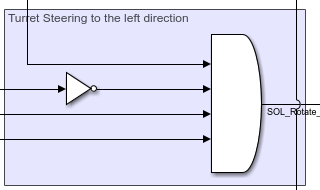 Turret Steering to the left direction
SOL_Rotate_